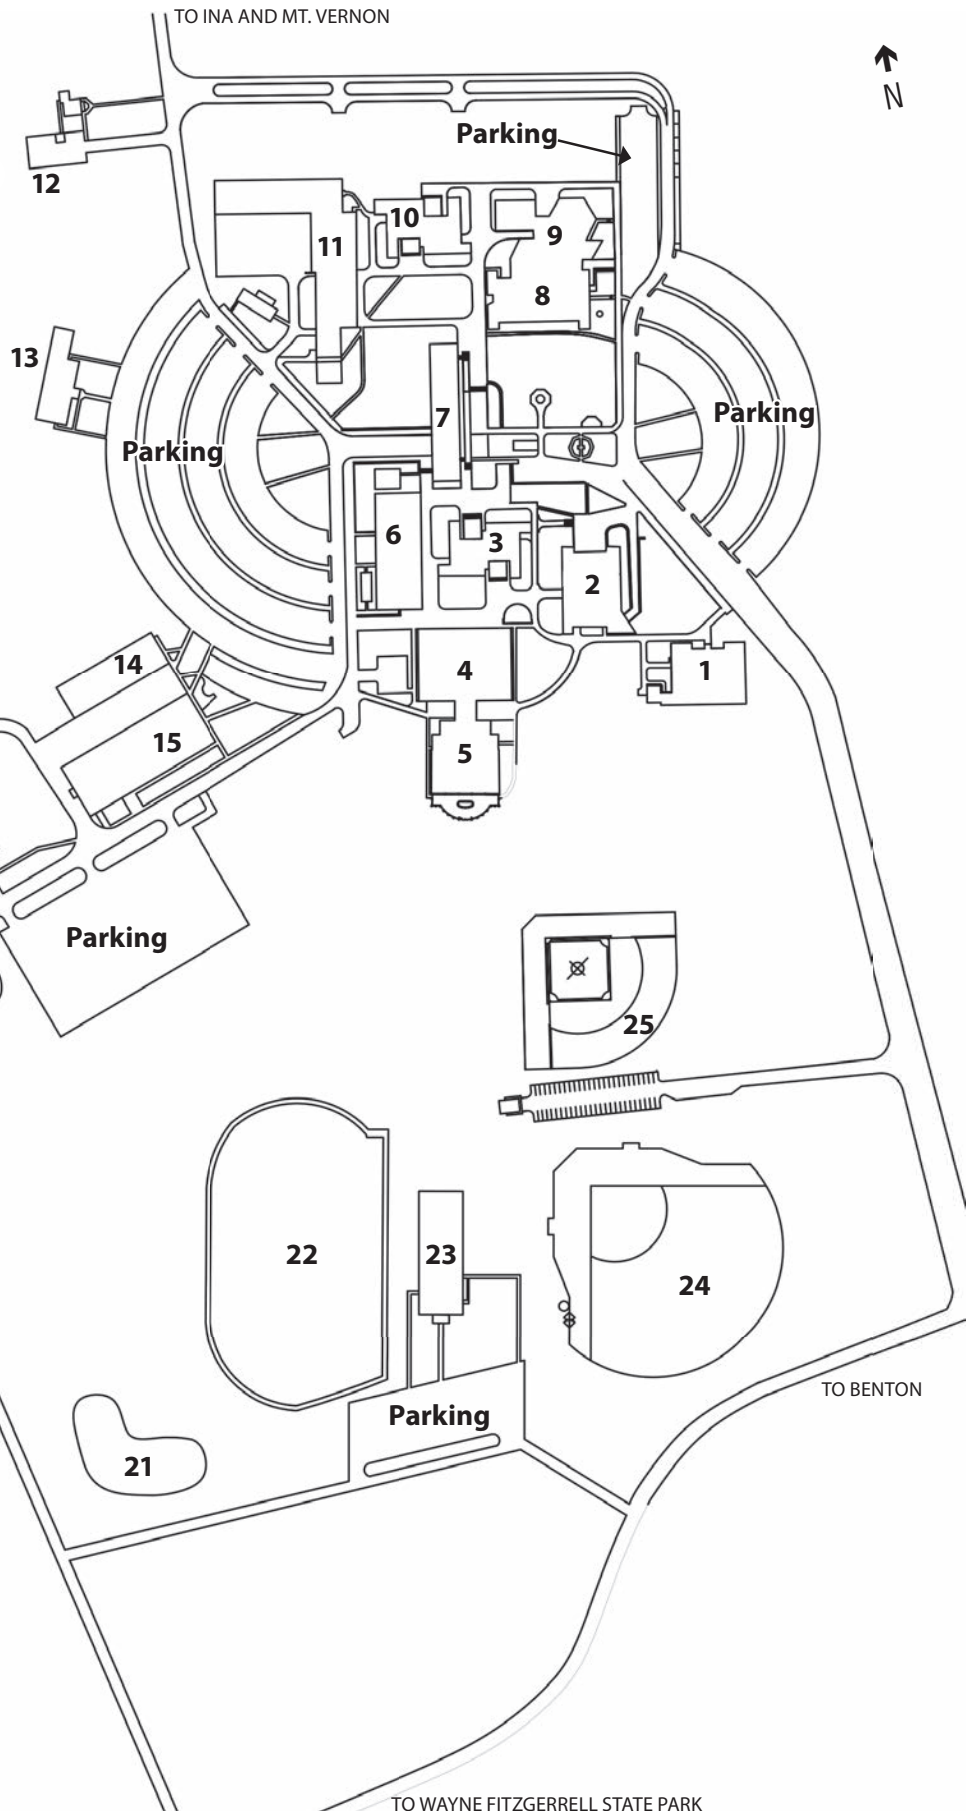 TO INA AND MT. VERNON
N
Parking
12
10
11
9
8
13
7
Parking
Parking
6
3
2
14
4
1
15
5
Parking
25
22
23
24
TO BENTON
Parking
21
TO WAYNE FITZGERRELL STATE PARK